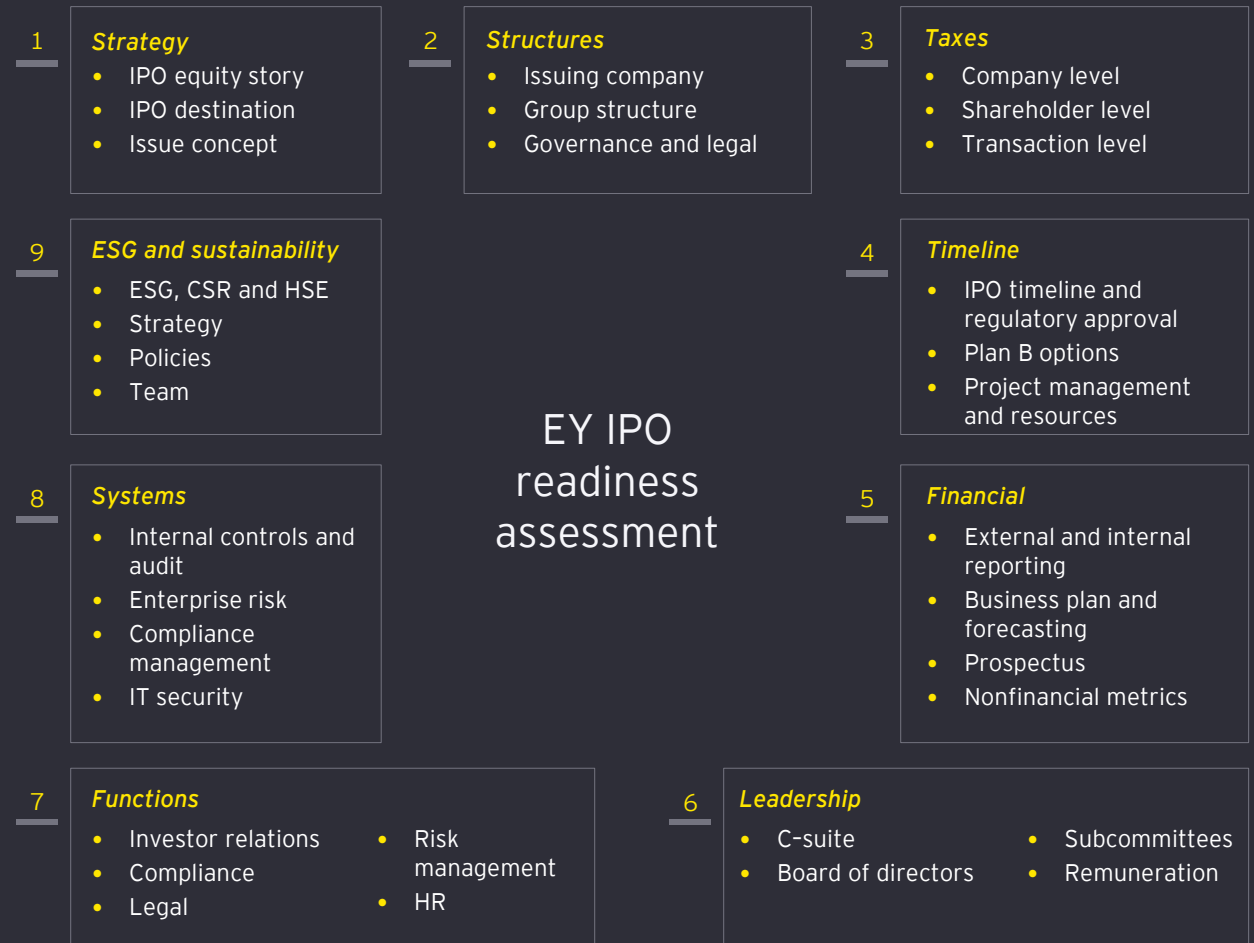 1
Strategy
• IPO equity story
• IPO destination
• Issue concept
2
Structures
• Issuing company
• Group structure
• Governance and legal
3
Taxes
• Company level
• Shareholder level
• Transaction level
9
ESG and sustainability
• ESG, CSR and HSE
• Strategy
• Policies
• Team
EY IPO
readiness
assessment
4
Timeline
• IPO timeline and
regulatory approval
• Plan B options
• Project management
and resources
8
Systems
• Internal controls and
audit
• Enterprise risk
• Compliance
management
• IT security
5
Financial
• External and internal
reporting
• Business plan and
forecasting
• Prospectus
• Nonfinancial metrics
7
Functions
• Investor relations
• Compliance
• Legal
• Risk
management
• HR
6
Leadership
• C-suite
• Board of directors
• Subcommittees
• Remuneration